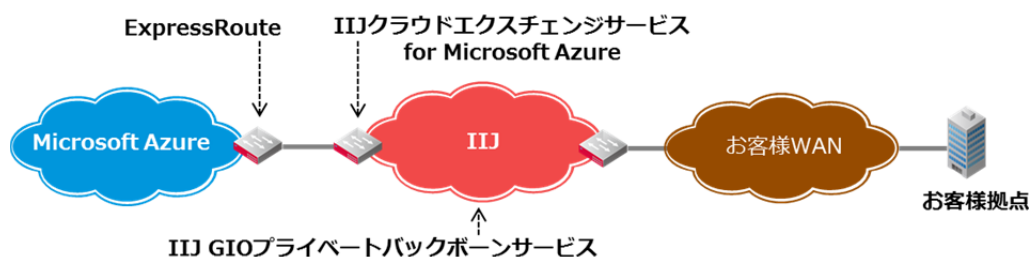 ExpressRoute
IIJクラウドエクスチェンジサービス
for Microsoft Azure
Microsoft Azure
IIJ
お客様WAN
お客様拠点
IIJ GIOプライベートバックボーンサービス